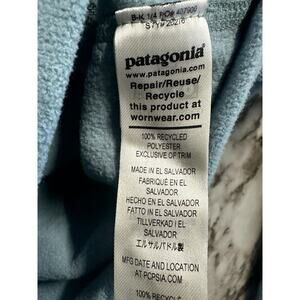 patagonia
www.patagonia.com
Repair/Reuse/
Recycle
this product at
wornwear.com
100% RECYCLED
POLYESTER
EXCLUSIVE OF TRIM
MADE IN EL SALVADOR
FABRIQUÉ EN EL
SALVADOR
HECHO EN EL SALVADOR
FATTO IN EL SALVADOR
TILLVERKAD I EL
SALVADOR
エルサルバドル製
MFG DATE AND LOCATION
AT PCPSIA.COM
100% RECYCLE